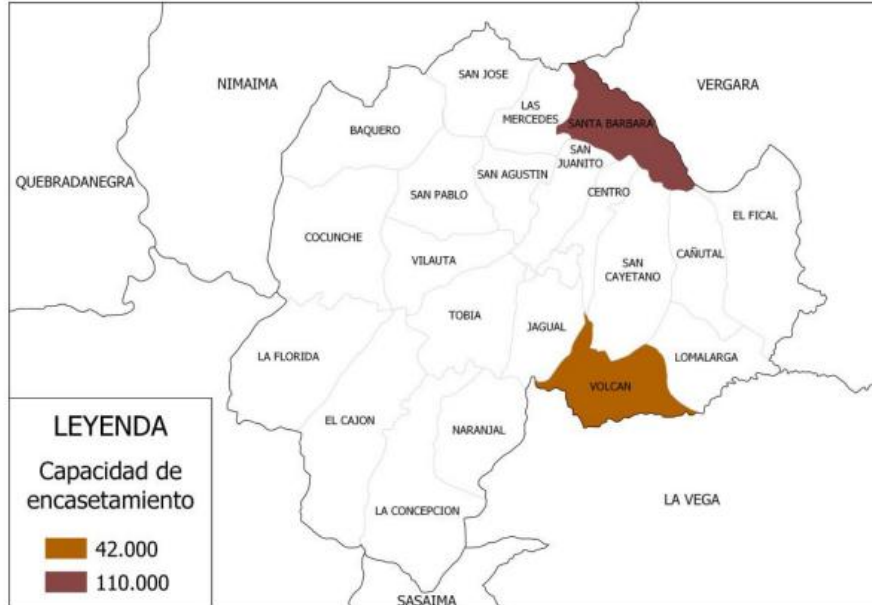 SAN JOSE
NIMAIMA
VERGARA
LAS
MERCEDES
BAQUERO
SANTA BARBARA
SAN
JUANITO
SAN AGUSTIN
QUEBRADANEGRA
SAN PABLO
CENTRO
EL FICAL
COCUNCHE
CAÑUTAL
VILAUTA
SAN
CAYETANO
TOBIA
JAGUAL
LA FLORIDA
LOMALARGA
VOLCAN
EL CAJON
NARANJAL
LA VEGA
LA CONCEPCION
SASAIMA
LEYENDA
Capacidad de
encasetamiento
42.000
110.000